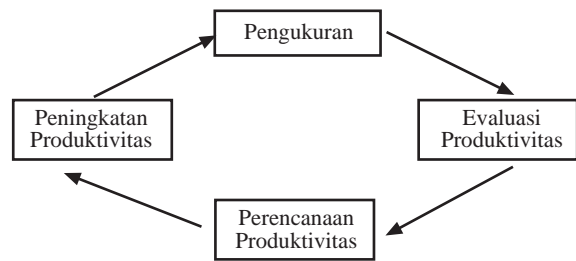 Pengukuran
Peningkatan
Produktivitas
Evaluasi
Produktivitas
Perencanaan
Produktivitas